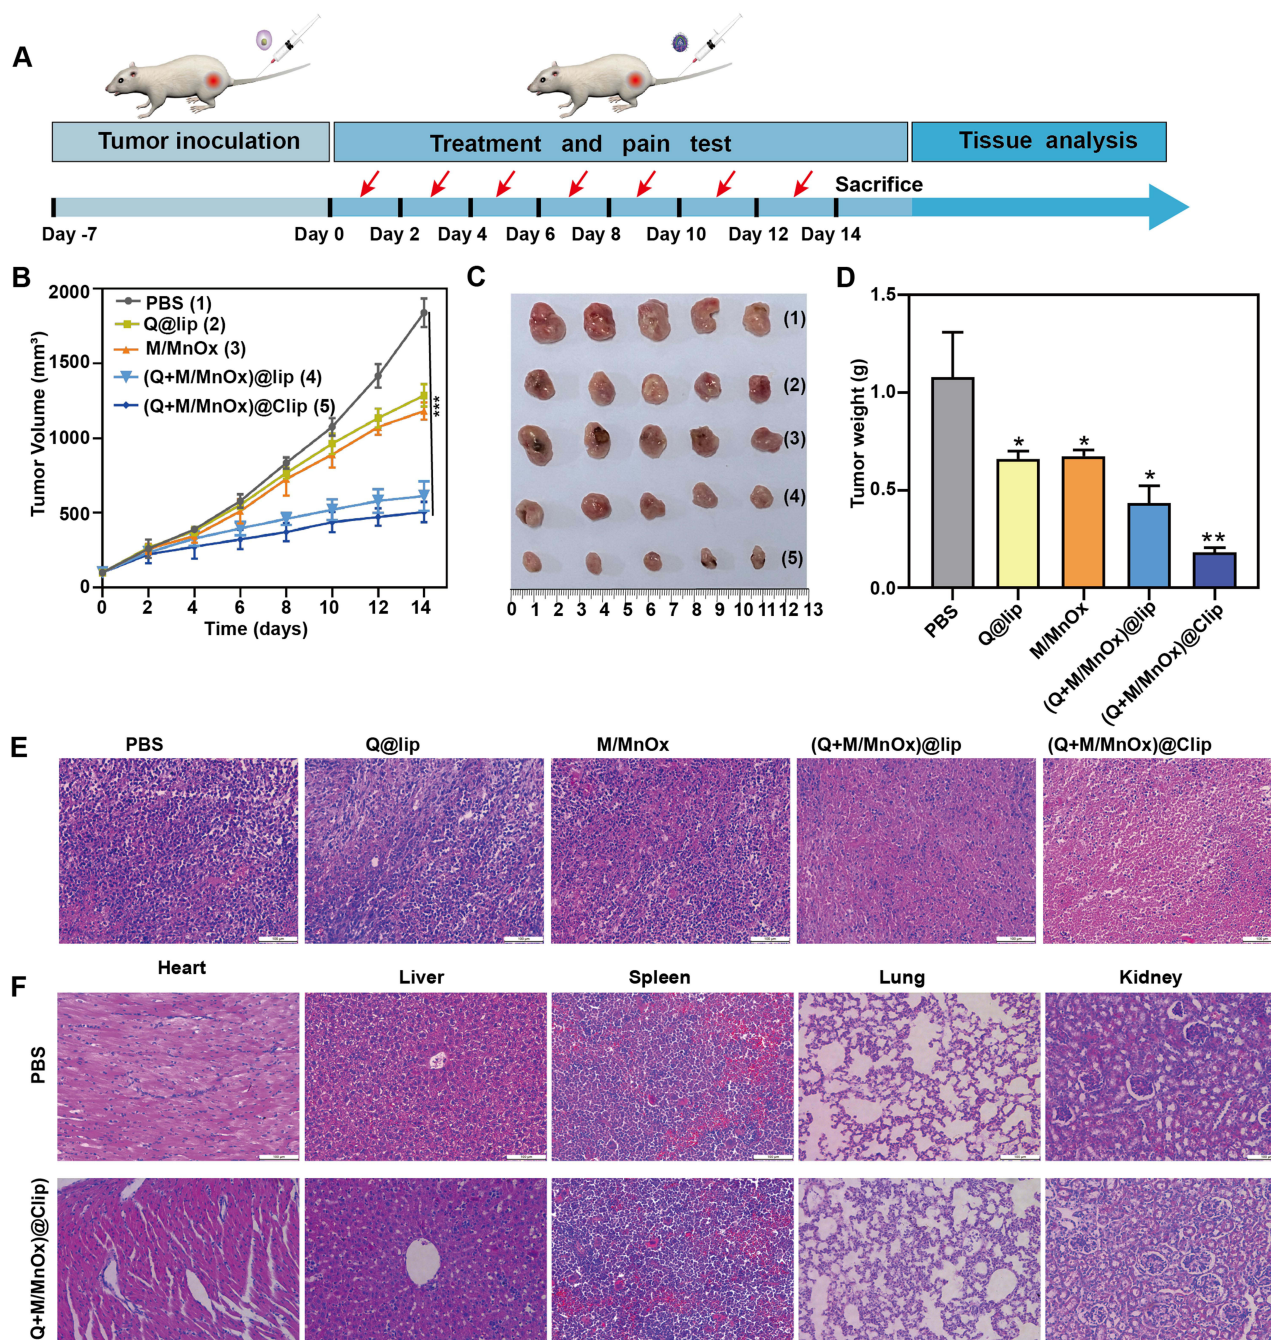 A
Tumor inoculation
Treatment and pain test
Tissue analysis
Sacrifice
Day -7
Day 0
Day 2
Day 4
Day 6
Day 8
Day 10
Day 12
Day 14
B
2000
1500
1000
500
0
Tumor Volume (mm³)
PBS (1)
Q@lip (2)
M/MnOx (3)
(Q+M/MnOx)@lip (4)
(Q+M/MnOx)@Clip (5)
***
0 2 4 6 8 10 12 14
Time (days)
C
(1)
(2)
(3)
(4)
(5)
0 1 2 3 4 5 6 7 8 9 10 11 12 13
D
1.5
1.0
0.5
0.0
Tumor weight (g)
*
*
*
**
PBS
Q@lip
M/MnOx
(Q+M/MnOx)@lip
(Q+M/MnOx)@Clip
E
PBS
Q@lip
M/MnOx
(Q+M/MnOx)@lip
(Q+M/MnOx)@Clip
F
Heart
Liver
Spleen
Lung
Kidney
PBS
Q+M/MnOx)@Clip)